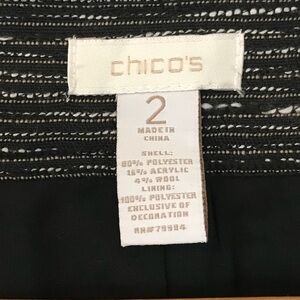 chico's
2
MADE IN
CHINA
SHELL:
80% POLYESTER
16% ACRYLIC
4% WOOL
LINING:
100% POLYESTER
EXCLUSIVE OF
DECORATION
RN#79984